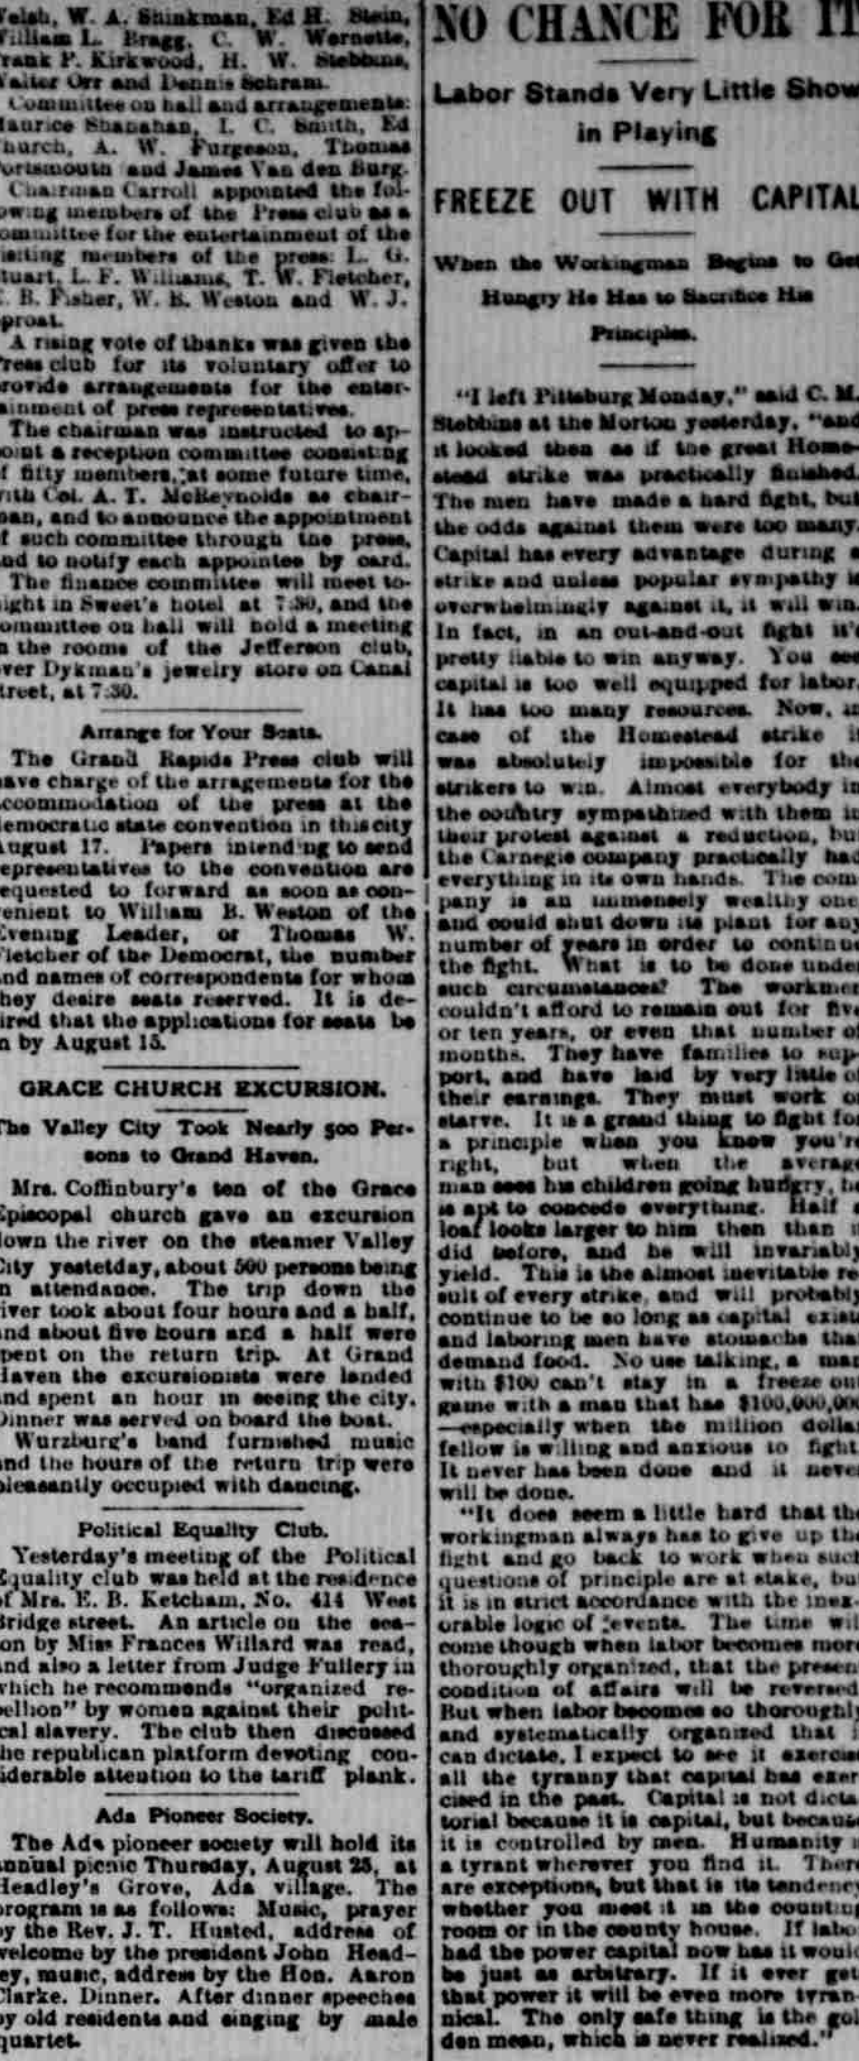 Welsh, W. A. Shinkman, Ed H. Stein,
William L. Bragg, C. W. Wernette,
Frank P. Kirkwood, H. W. Stebbins,
Walter Orr and Dennis Schram.
Committee on hall and arrangements:
Maurice Shanahan, I. C. Smith, Ed
Church, A. W. Furgeson, Thomas
Portsmouth and James Van den Burg.
Chairman Carroll appointed the fol-
owing members of the Press club as a
ommittee for the entertainment of the
isiting members of the press: L. G.
tuart, L. F. Williams, T. W. Fletcher,
. B. Fisher, W. B. Weston and W. J.
proat.
A rising vote of thanks was given the
ress club for its voluntary offer to
rovide arrangements for the enter-
ainment of press representatives.
The chairman was instructed to ap-
oint a reception committee consisting
f fifty members, at some future time,
ith Col. A. T. McReynolds as chair-
man, and to announce the appointment
f such committee through the press,
nd to notify each appointee by card.
The finance committee will meet to-
ight in Sweet's hotel at 7:30, and the
ommittee on hall will hold a meeting
n the rooms of the Jefferson club,
ver Dykman's jewelry store on Canal
treet, at 7:30.
Arrange for Your Seats.
The Grand Rapids Press club will
ave charge of the arragements for the
ccommodation of the press at the
democratic state convention in this city
August 17. Papers intending to send
epresentatives to the convention are
equested to forward as soon as con-
enient to William B. Weston of the
Evening Leader, or Thomas W.
Fletcher of the Democrat, the number
and names of correspondents for whom
they desire seats reserved. It is de-
ired that the applications for seats be
n by August 15.
GRACE CHURCH EXCURSION.
The Valley City Took Nearly 500 Per-
sons to Grand Haven.
Mrs. Coffinbury's ten of the Grace
Episcopal church gave an excursion
down the river on the steamer Valley
City yestetday, about 500 persons being
n attendance. The trip down the
river took about four hours and a half,
and about five hours and a half were
spent on the return trip. At Grand
Haven the excursionists were landed
and spent an hour in seeing the city.
Dinner was served on board the boat.
Wurzburg's band furnished music
and the hours of the return trip were
pleasantly occupied with dancing.
Political Equality Club.
Yesterday's meeting of the Political
Equality club was held at the residence
of Mrs. E. B. Ketcham, No. 414 West
Bridge street. An article on the sea-
son by Miss Frances Willard was read,
and also a letter from Judge Fullery in
which he recommends "organized re-
bellion" by women against their polit-
ical slavery. The club then discussed
the republican platform devoting con-
siderable attention to the tariff plank.
Ada Pioneer Society.
The Ada pioneer society will hold its
annual picnic Thursday, August 25, at
Headley's Grove, Ada village. The
program is as follows: Music, prayer
by the Rev. J. T. Husted, address of
welcome by the president John Head-
ley, music, address by the Hon. Aaron
Clarke. Dinner. After dinner speeches
by old residents and singing by male
quartet.
NO CHANCE FOR IT
Labor Stands Very Little Show
in Playing
FREEZE OUT WITH CAPITAL
When the Workingman Begins to Get
Hungry He Has to Sacrifice His
Principles.
"I left Pittsburg Monday," said C. M.
Stebbins at the Morton yesterday, "and
it looked then as if the great Home-
stead strike was practically finished.
The men have made a hard fight, but
the odds against them were too many.
Capital has every advantage during a
strike and unless popular sympathy is
overwhelmingly against it, it will win.
In fact, in an out-and-out fight it's
pretty liable to win anyway. You see
capital is too well equipped for labor.
It has too many resources. Now, in
case of the Homestead strike it
was absolutely impossible for the
strikers to win. Almost everybody in
the country sympathized with them in
their protest against a reduction, but
the Carnegie company practically had
everything in its own hands. The com
pany is an immensely wealthy one
and could shut down its plant for any
number of years in order to continue
the fight. What is to be done under
such circumstances? The workmen
couldn't afford to remain out for five
or ten years, or even that number of
months. They have families to sup
port, and have laid by very little of
their earnings. They must work or
starve. It is a grand thing to fight for
a principle when you know you're
right, but when the average
man sees his children going hungry, he
is apt to concede everything. Half a
loaf looks larger to him then than it
did before, and he will invariably
yield. This is the almost inevitable re
sult of every strike, and will probably
continue to be so long as capital exists
and laboring men have stomachs that
demand food. No use talking, a man
with $100 can't stay in a freeze out
game with a man that has $100,000,000
—especially when the million dollar
fellow is willing and anxious to fight
It never has been done and it never
will be done.
"It does seem a little hard that the
workingman always has to give up the
fight and go back to work when such
questions of principle are at stake, but
it is in strict accordance with the inex-
orable logic of events. The time will
come though when labor becomes more
thoroughly organized, that the present
condition of affairs will be reversed
But when labor becomes so thoroughly
and systematically organized that it
can dictate, I expect to see it exercise
all the tyranny that capital has exer
cised in the past. Capital is not dicta
torial because it is capital, but because
it is controlled by men. Humanity is
a tyrant wherever you find it. There
are exceptions, but that is its tendency
whether you meet it in the counting
room or in the county house. If labor
had the power capital now has it would
be just as arbitrary. If it ever gets
that power it will be even more tyran-
nical. The only safe thing is the gol
den mean, which is never realized."